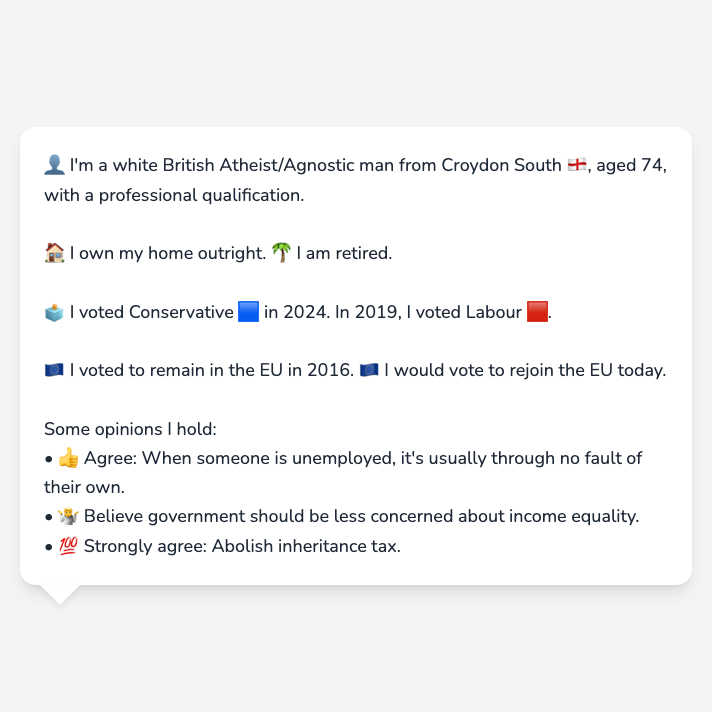 👤 I'm a white British Atheist/Agnostic man from Croydon South 🏴󠁧󠁢󠁥󠁮󠁧󠁿, aged 74,
with a professional qualification.
🏠 I own my home outright. 🌴 I am retired.
🗳️ I voted Conservative 🟦 in 2024. In 2019, I voted Labour 🟥.
🇪🇺 I voted to remain in the EU in 2016. 🇪🇺 I would vote to rejoin the EU today.
Some opinions I hold:
• 👍 Agree: When someone is unemployed, it's usually through no fault of
their own.
• 🤷 Believe government should be less concerned about income equality.
• 💯 Strongly agree: Abolish inheritance tax.